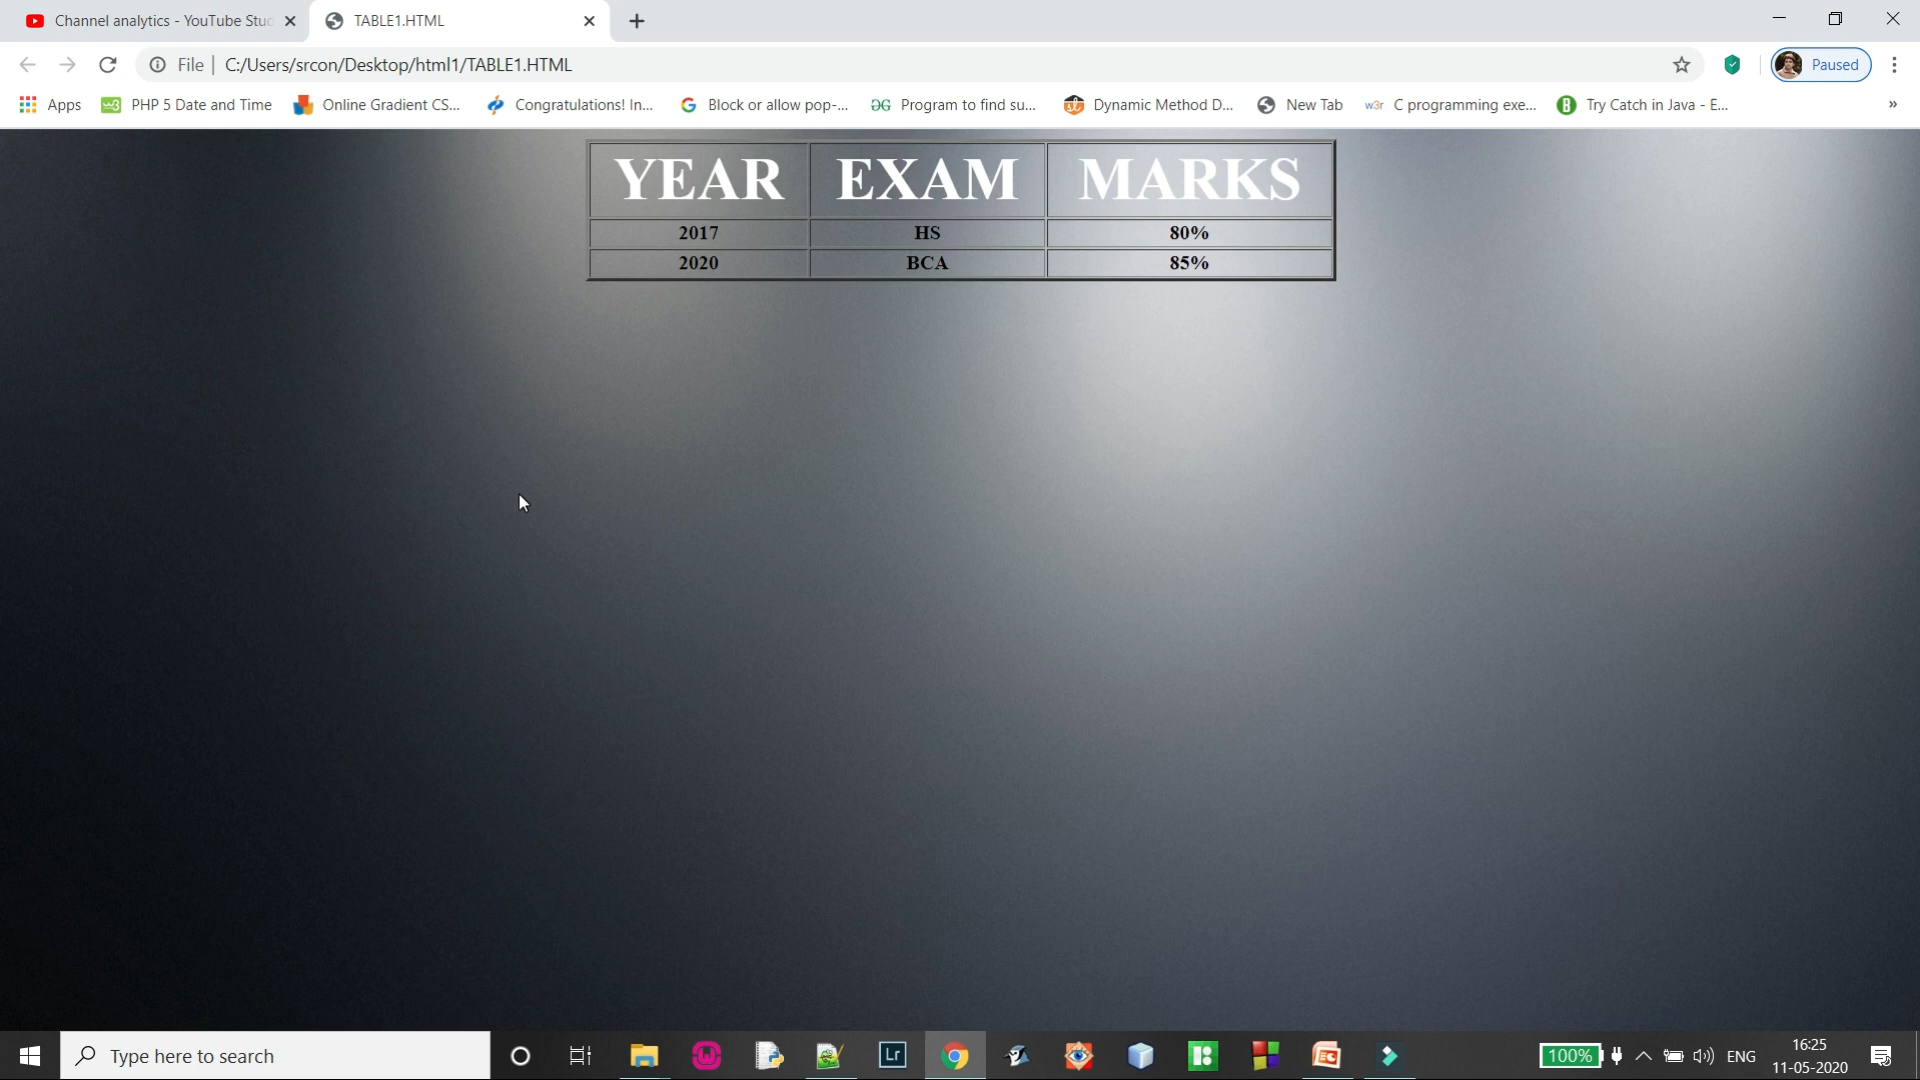 Channel analytics - YouTube Stud
TABLE1.HTML
File | C:/Users/srcon/Desktop/html1/TABLE1.HTML
Paused
Apps
PHP 5 Date and Time
Online Gradient CS...
Congratulations! In...
Block or allow pop-...
Program to find su...
Dynamic Method D...
New Tab
w3r C programming exe...
Try Catch in Java - E...
»
YEAR EXAM MARKS
2017 HS 80%
2020 BCA 85%
Type here to search
Lr
100%
ENG
16:25
11-05-2020